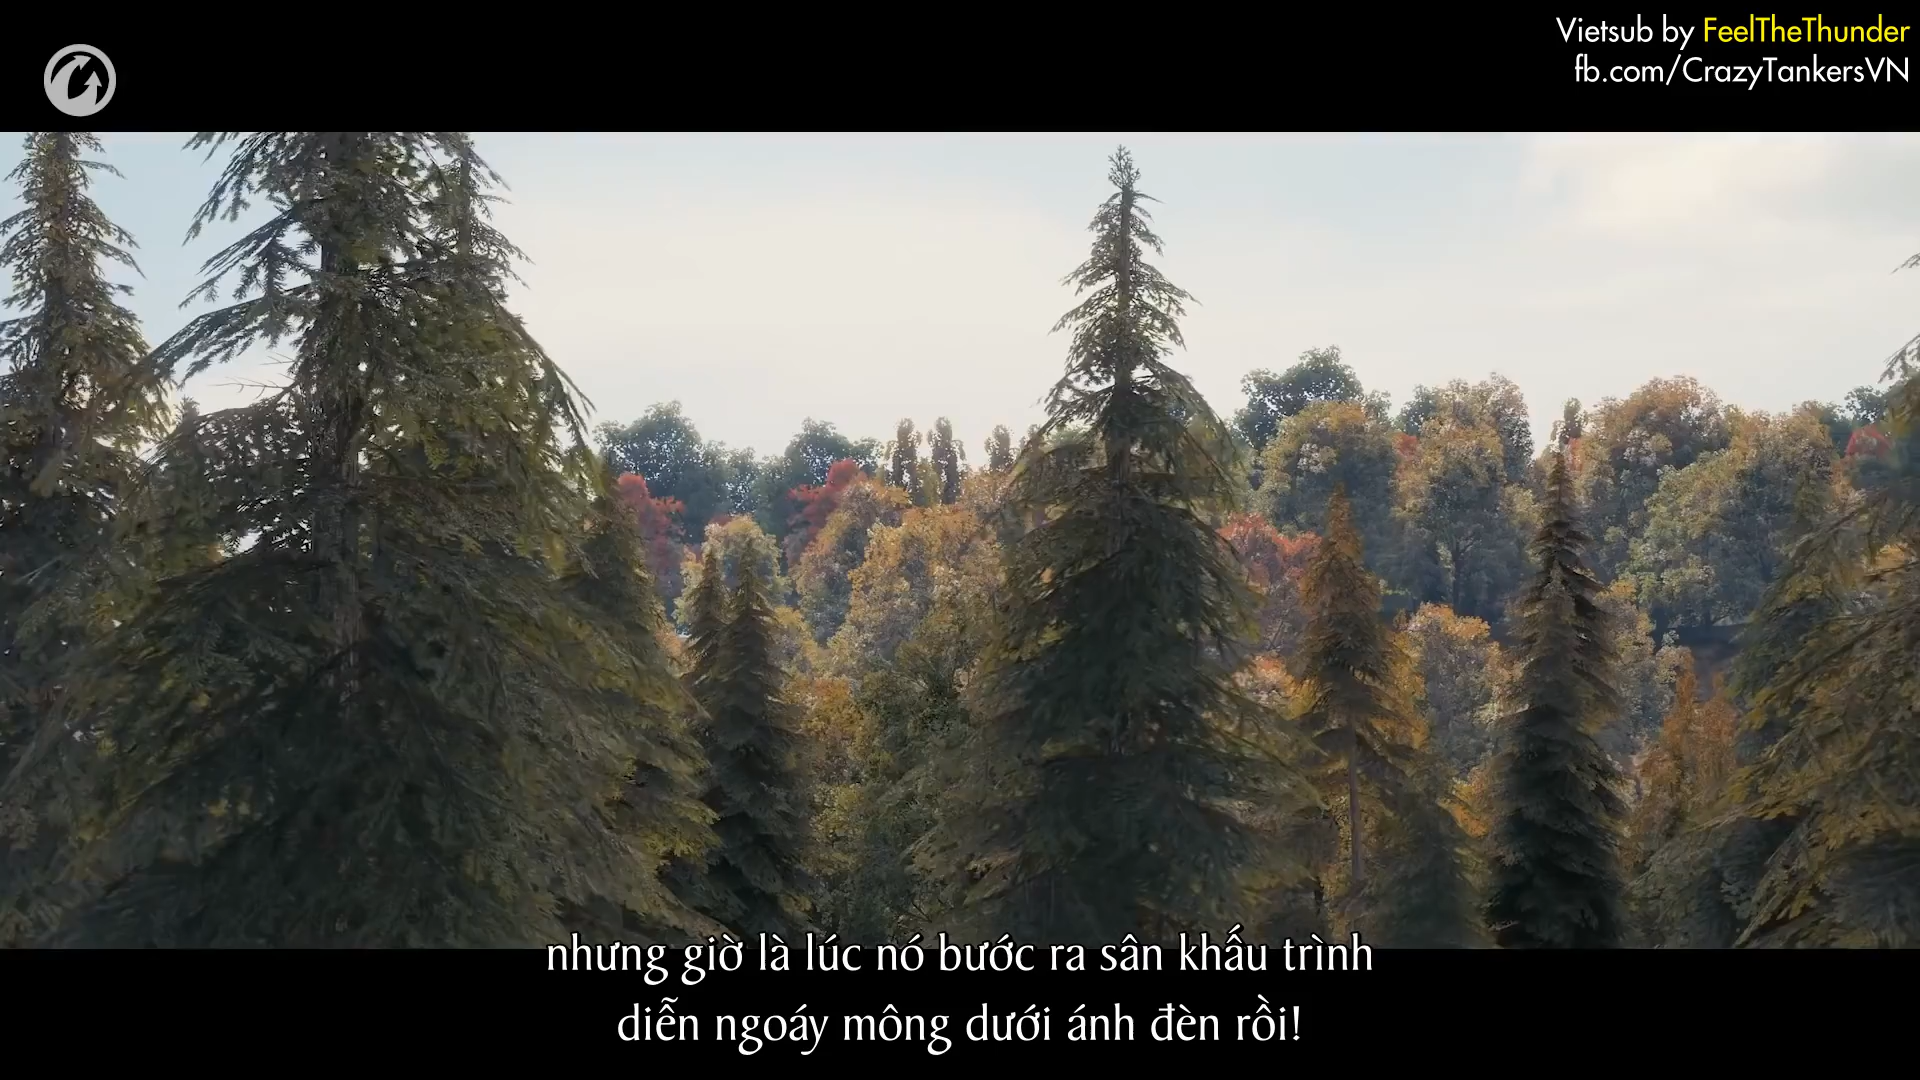 Vietsub by FeelTheThunder
fb.com/CrazyTankersVN
nhưng giờ là lúc nó bước ra sân khấu trình
diễn ngoáy mông dưới ánh đèn rồi!